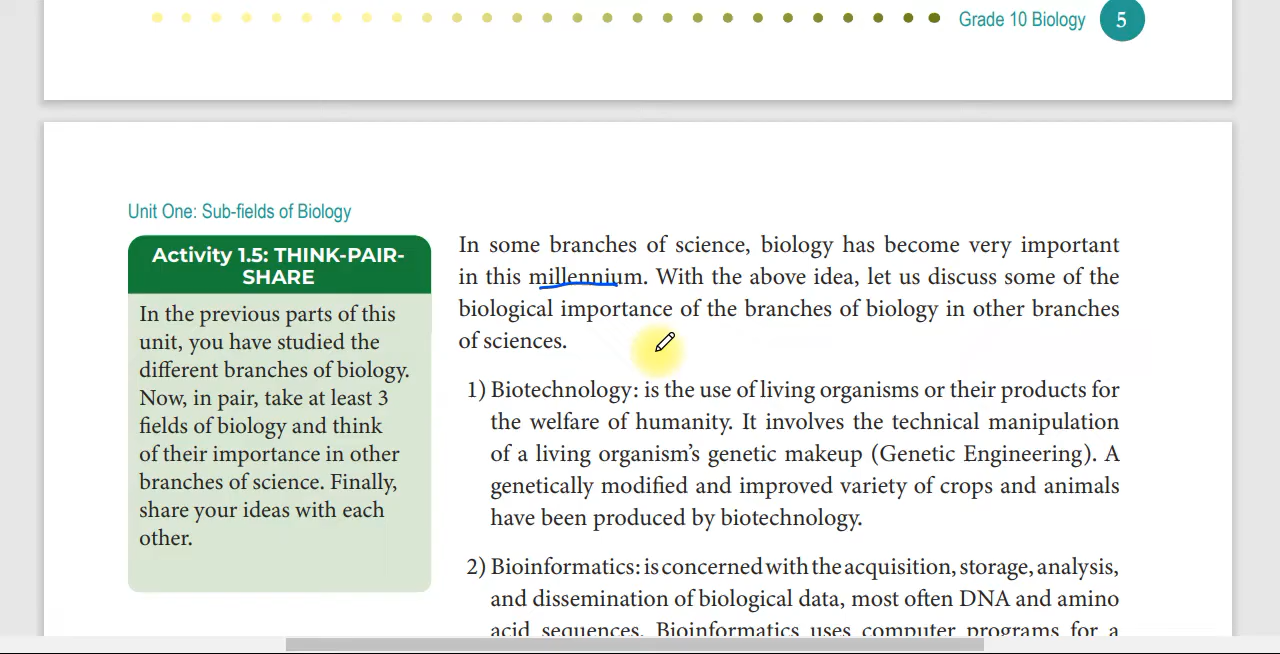 Grade 10 Biology 5
Unit One: Sub-fields of Biology
Activity 1.5: THINK-PAIR-
SHARE
In the previous parts of this
unit, you have studied the
different branches of biology.
Now, in pair, take at least 3
fields of biology and think
of their importance in other
branches of science. Finally,
share your ideas with each
other.
In some branches of science, biology has become very important
in this millennium. With the above idea, let us discuss some of the
biological importance of the branches of biology in other branches
of sciences.
1) Biotechnology: is the use of living organisms or their products for
the welfare of humanity. It involves the technical manipulation
of a living organism’s genetic makeup (Genetic Engineering). A
genetically modified and improved variety of crops and animals
have been produced by biotechnology.
2) Bioinformatics: is concerned with the acquisition, storage, analysis,
and dissemination of biological data, most often DNA and amino
acid sequences. Bioinformatics uses computer programs for a